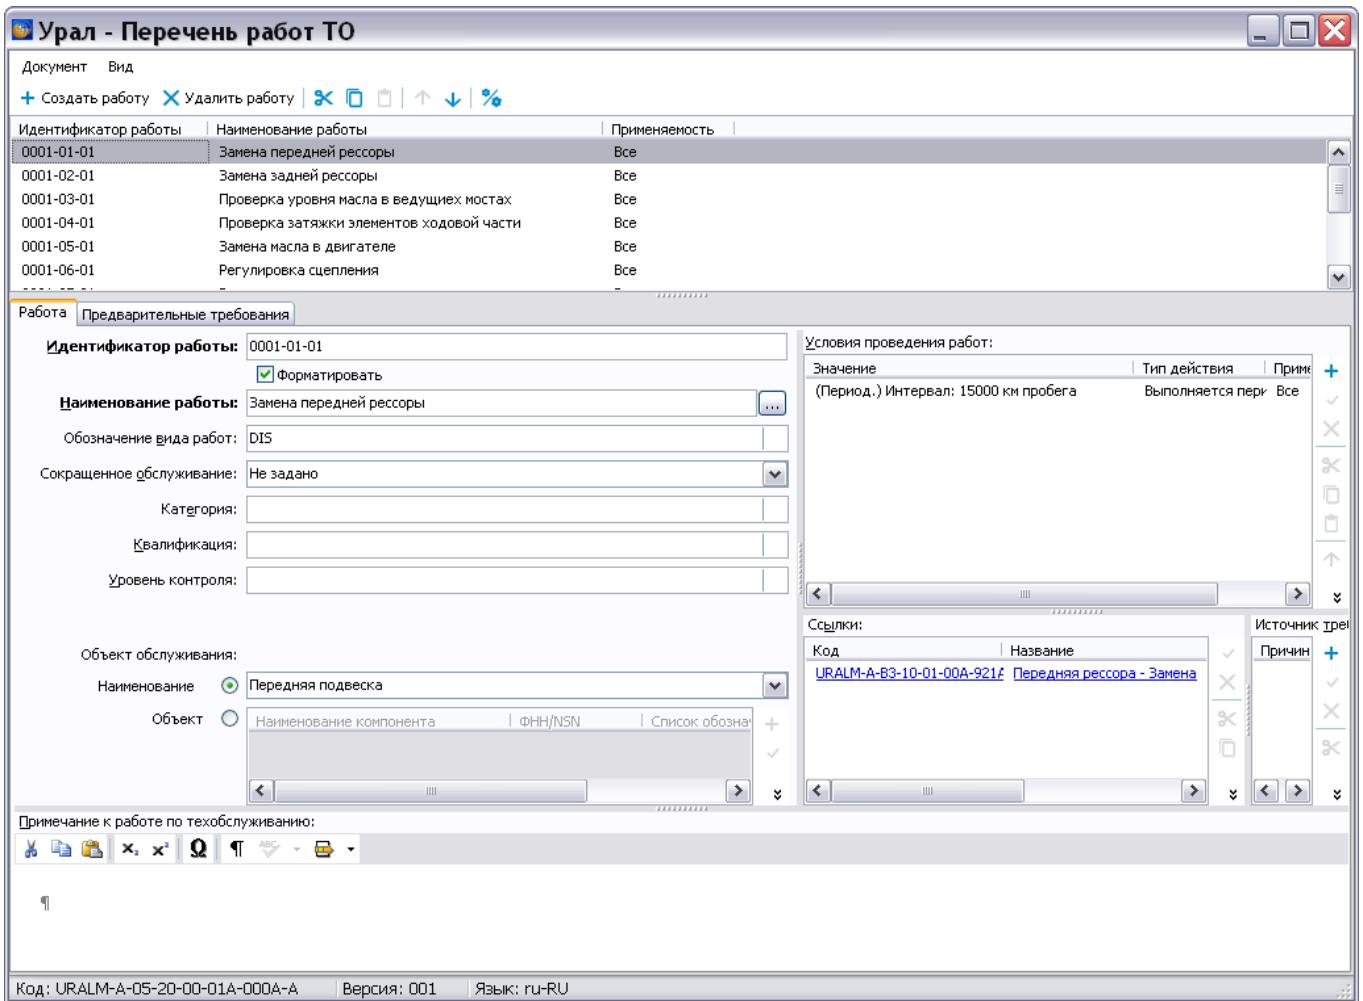 Урал - Перечень работ ТО
Документ Вид
Создать работу Удалить работу
Идентификатор работы Наименование работы Применяемость
0001-01-01 Замена передней рессоры Все
0001-02-01 Замена задней рессоры Все
0001-03-01 Проверка уровня масла в ведущиех мостах Все
0001-04-01 Проверка затяжки элементов ходовой части Все
0001-05-01 Замена масла в двигателе Все
0001-06-01 Регулировка сцепления Все
Работа Предварительные требования
Идентификатор работы: 0001-01-01
Форматировать
Наименование работы: Замена передней рессоры ...
Обозначение вида работ: DIS
Сокращенное обслуживание: Не задано
Категория:
Квалификация:
Уровень контроля:
Объект обслуживания:
Наименование Передняя подвеска
Объект
Наименование компонента ФНН/NSN Список обознач
Условия проведения работ:
Значение Тип действия Приме
(Период.) Интервал: 15000 км пробега Выполняется пери Все
Ссылки:
Код Название
URALM-A-B3-10-01-00A-921A Передняя рессора - Замена
Источник треб
Причин
Примечание к работе по техобслуживанию:
ABC
¶
Код: URALM-A-05-20-00-01A-000A-A Версия: 001 Язык: ru-RU